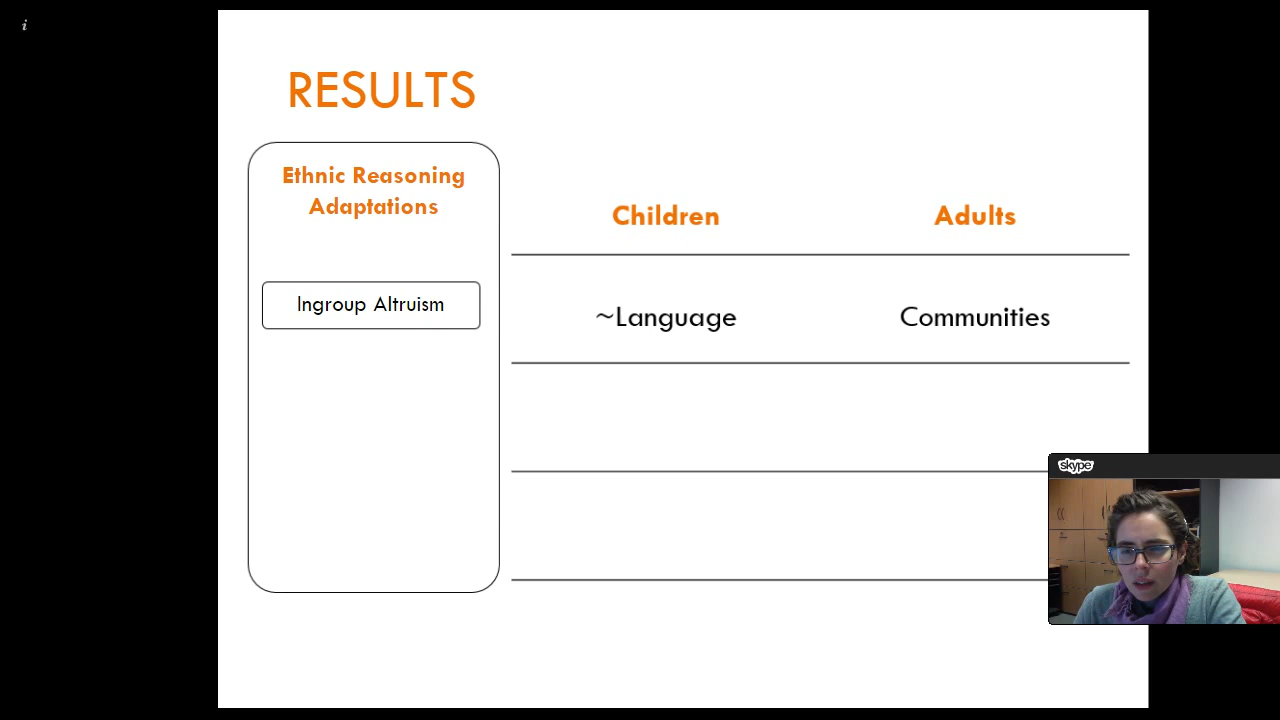 i
RESULTS
Ethnic Reasoning
Adaptations
Children
Adults
Ingroup Altruism
~Language
Communities
skype